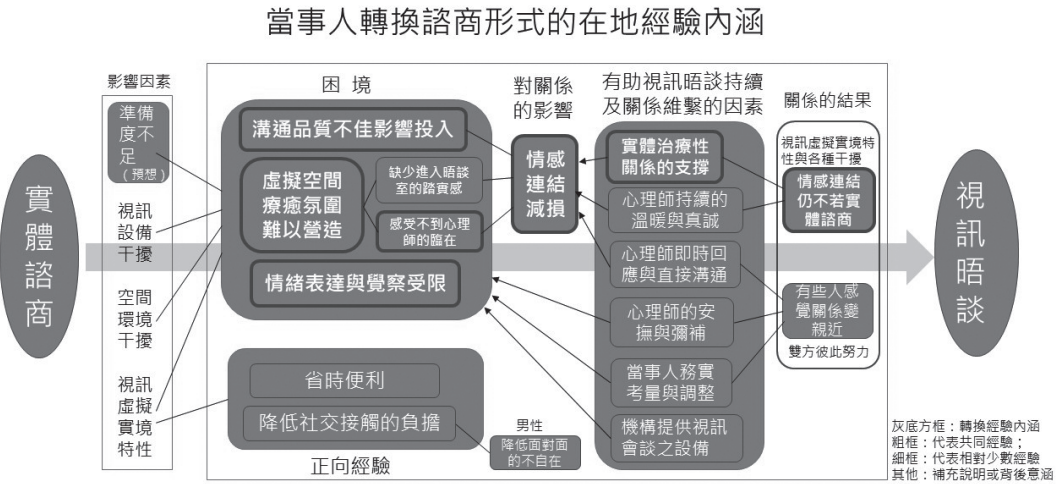 當事人轉換諮商形式的在地經驗內涵
實
體
諮
商
影響因素
準備
度不
足
（預想）
視訊
設備
干擾
空間
環境
干擾
視訊
虛擬
實境
特性
困 境
溝通品質不佳影響投入
虛擬空間
療癒氛圍
難以營造
缺少進入晤談
室的踏實感
感受不到心理
師的臨在
情緒表達與覺察受限
省時便利
降低社交接觸的負擔
正向經驗
男性
降低面對面
的不自在
對關係
的影響
情感
連結
減損
有助視訊晤談持續
及關係維繫的因素
實體治療性
關係的支撐
心理師持續的
溫暖與真誠
心理師即時回
應與直接溝通
心理師的安
撫與彌補
當事人務實
考量與調整
機構提供視訊
會談之設備
關係的結果
視訊虛擬實境特
性與各種干擾
情感連結
仍不若實
體諮商
有些人感
覺關係變
親近
雙方彼此努力
視
訊
晤
談
灰底方框：轉換經驗內涵
粗框：代表共同經驗；
細框：代表相對少數經驗
其他：補充說明或背後意涵